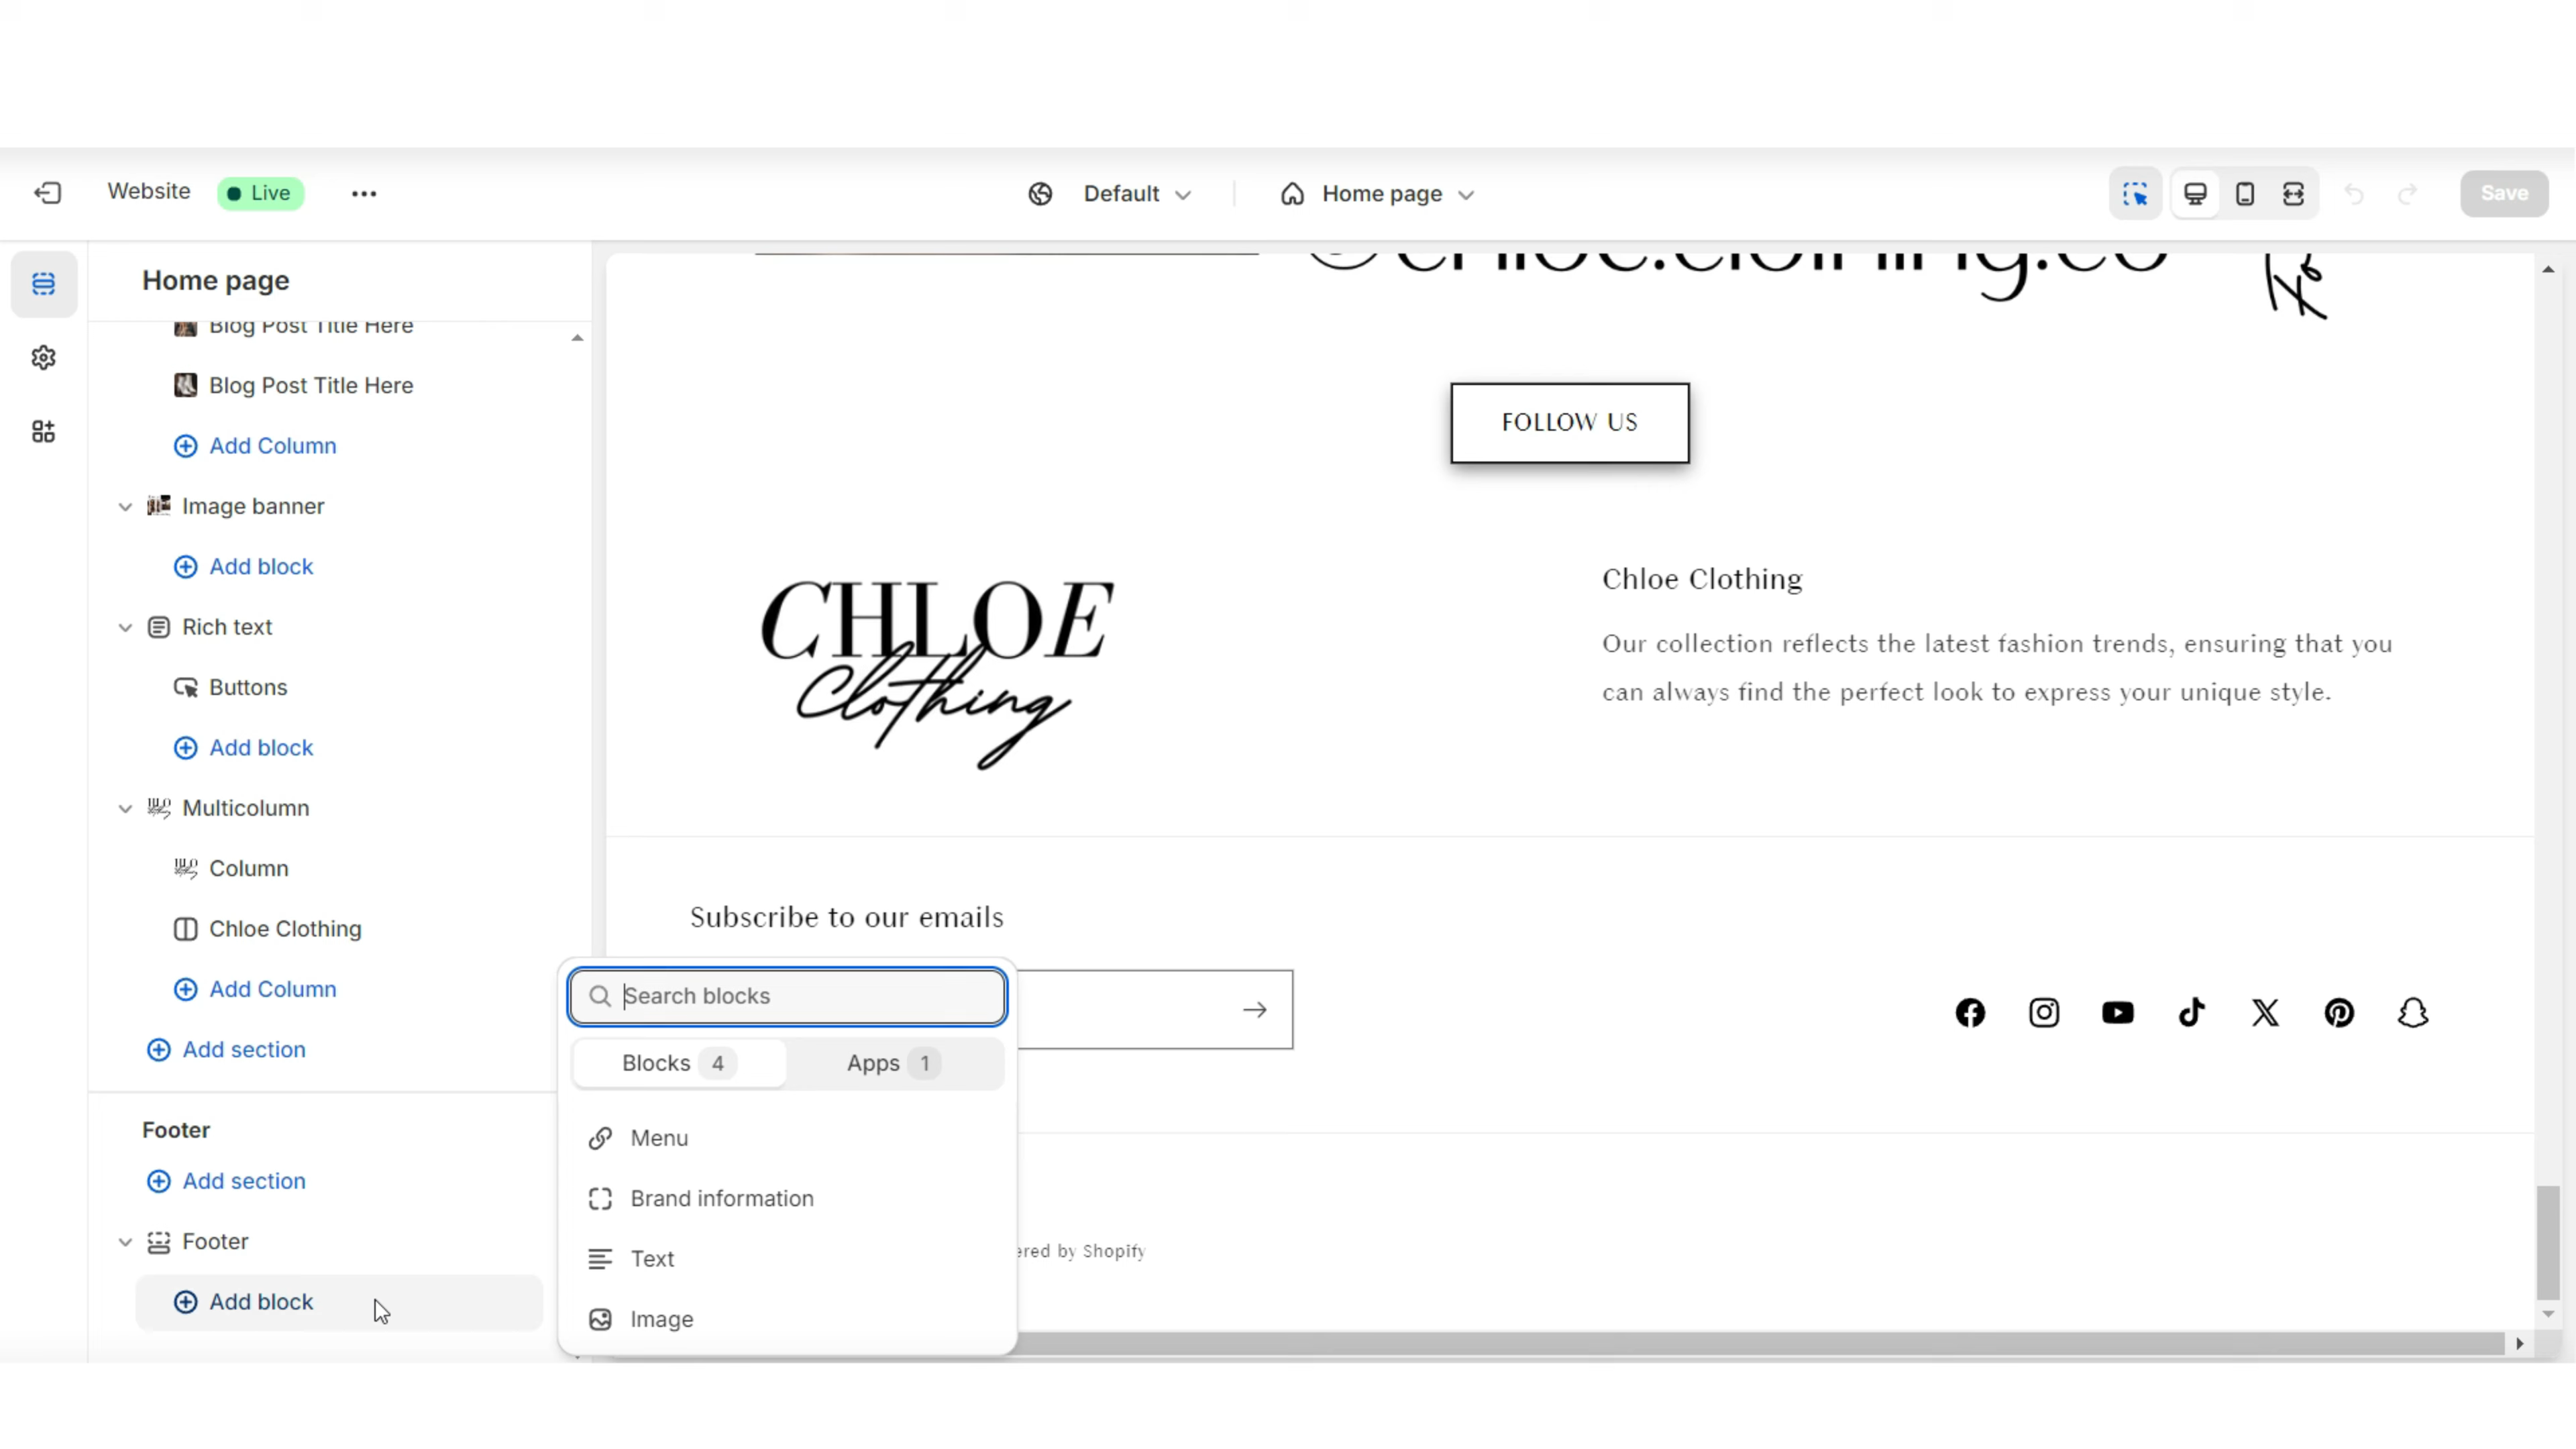 Website
Live
Default
Home page
Save
Home page
Blog Post Title Here
Blog Post Title Here
Add Column
Image banner
Add block
Rich text
Buttons
Add block
Multicolumn
Column
Chloe Clothing
Add Column
Add section
Footer
Add section
Footer
Add block
Search blocks
Blocks 4
Apps 1
Menu
Brand information
Text
Image
@chloe.clothing.co
FOLLOW US
CHLOE
Clothing
Chloe Clothing
Our collection reflects the latest fashion trends, ensuring that you
can always find the perfect look to express your unique style.
Subscribe to our emails
ered by Shopify